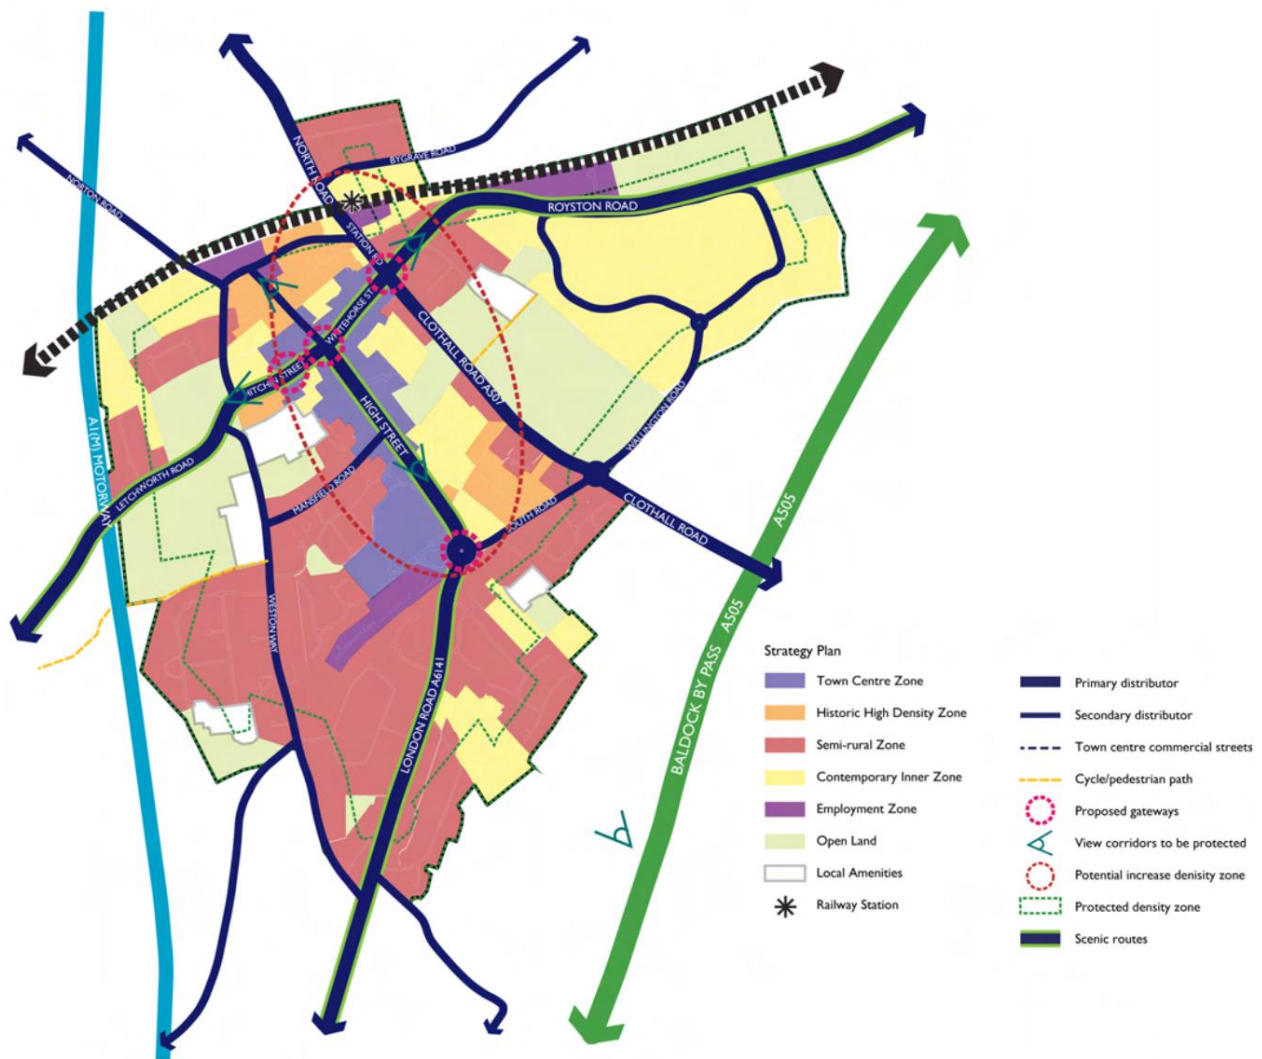 NORTH ROAD
BYGRAVE ROAD
NORTON ROAD
STATION RD
ROYSTON ROAD
WHITEHORSE ST
CLOTHALL ROAD A507
HITCHIN STREET
HIGH STREET
WALLINGTON ROAD
A1(M) MOTORWAY
LETCHWORTH ROAD
MANSFIELD ROAD
SOUTH ROAD
CLOTHALL ROAD
A505
WESTON WAY
LONDON ROAD A6141
BALDOCK BY PASS A505
Strategy Plan
Town Centre Zone
Historic High Density Zone
Semi-rural Zone
Contemporary Inner Zone
Employment Zone
Open Land
Local Amenities
Railway Station
Primary distributor
Secondary distributor
Town centre commercial streets
Cycle/pedestrian path
Proposed gateways
View corridors to be protected
Potential increase denisity zone
Protected density zone
Scenic routes